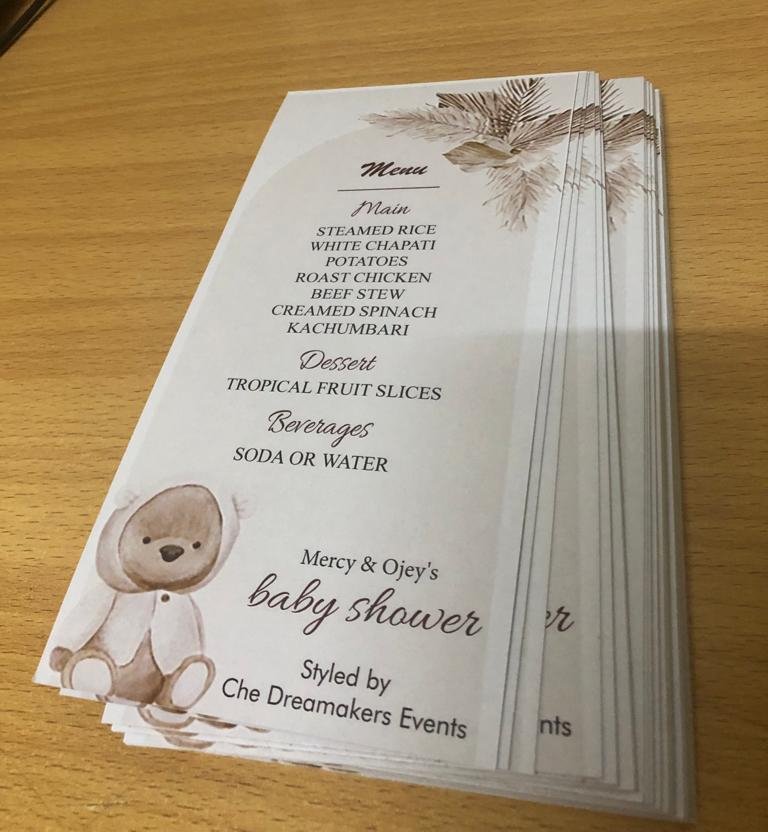 Menu
Main
STEAMED RICE
WHITE CHAPATI
POTATOES
ROAST CHICKEN
BEEF STEW
CREAMED SPINACH
KACHUMBARI
Dessert
TROPICAL FRUIT SLICES
Beverages
SODA OR WATER
Mercy & Ojey's
baby shower
er
Styled by
Che Dreamakers Events
nts